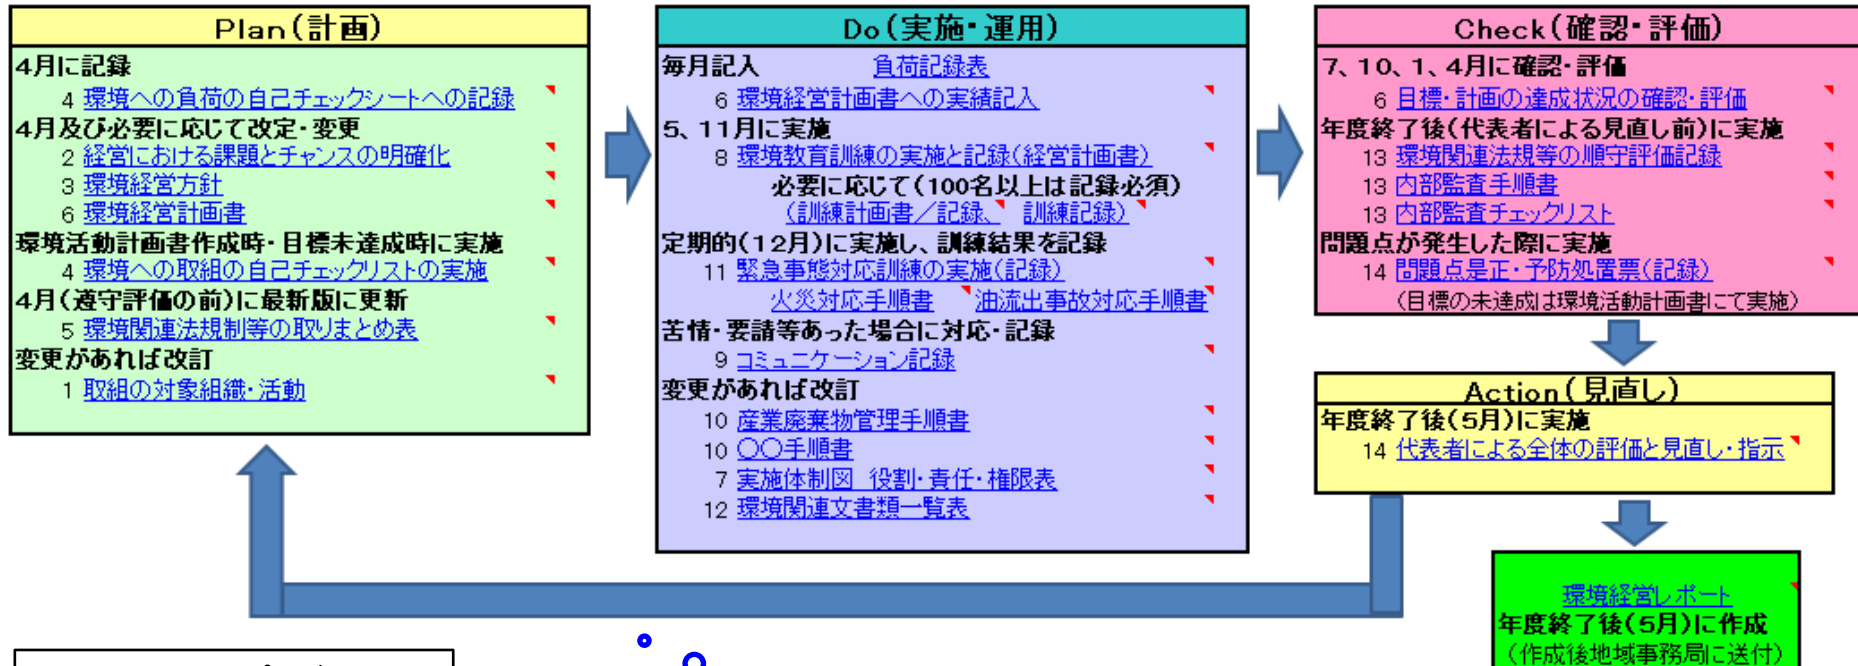 Plan(計画)
4月に記録
4 環境への負荷の自己チェックシートへの記録
4月及び必要に応じて改定・変更
2 経営における課題とチャンスの明確化
3 環境経営方針
6 環境経営計画書
環境活動計画書作成時・目標未達成時に実施
4 環境への取組の自己チェックリストの実施
4月(遵守評価の前)に最新版に更新
5 環境関連法規制等の取りまとめ表
変更があれば改訂
1 取組の対象組織・活動
Do(実施・運用)
毎月記入 負荷記録表
6 環境経営計画書への実績記入
5、11月に実施
8 環境教育訓練の実施と記録(経営計画書)
必要に応じて(100名以上は記録必須)
(訓練計画書/記録、 訓練記録)
定期的(12月)に実施し、訓練結果を記録
11 緊急事態対応訓練の実施(記録)
火災対応手順書 油流出事故対応手順書
苦情・要請等あった場合に対応・記録
9 コミュニケーション記録
変更があれば改訂
10 産業廃棄物管理手順書
10 〇〇手順書
7 実施体制図 役割・責任・権限表
12 環境関連文書類一覧表
Check(確認・評価)
7、10、1、4月に確認・評価
6 目標・計画の達成状況の確認・評価
年度終了後(代表者による見直し前)に実施
13 環境関連法規等の順守評価記録
13 内部監査手順書
13 内部監査チェックリスト
問題点が発生した際に実施
14 問題点是正・予防処置票(記録)
(目標の未達成は環境活動計画書にて実施)
Action(見直し)
年度終了後(5月)に実施
14 代表者による全体の評価と見直し・指示
環境経営レポート
年度終了後(5月)に作成
(作成後地域事務局に送付)